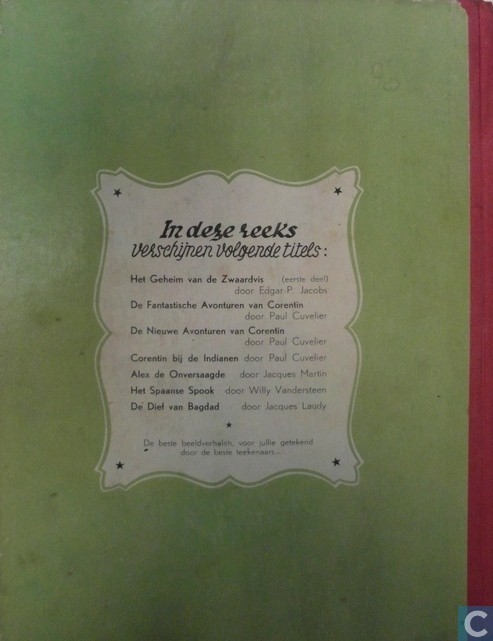 In deze reeks
verschijnen volgende titels:
Het Geheim van de Zwaardvis (eerste deel)
door Edgar-P. Jacobs
De Fantastische Avonturen van Corentin
door Paul Cuvelier
De Nieuwe Avonturen van Corentin
door Paul Cuvelier
Corentin bij de Indianen door Paul Cuvelier
Alex de Onversaagde door Jacques Martin
Het Spaanse Spook door Willy Vandersteen
De Dief van Bagdad door Jacques Laudy
De beste beeldverhalen, voor jullie getekend
door de beste teekenaars...
C